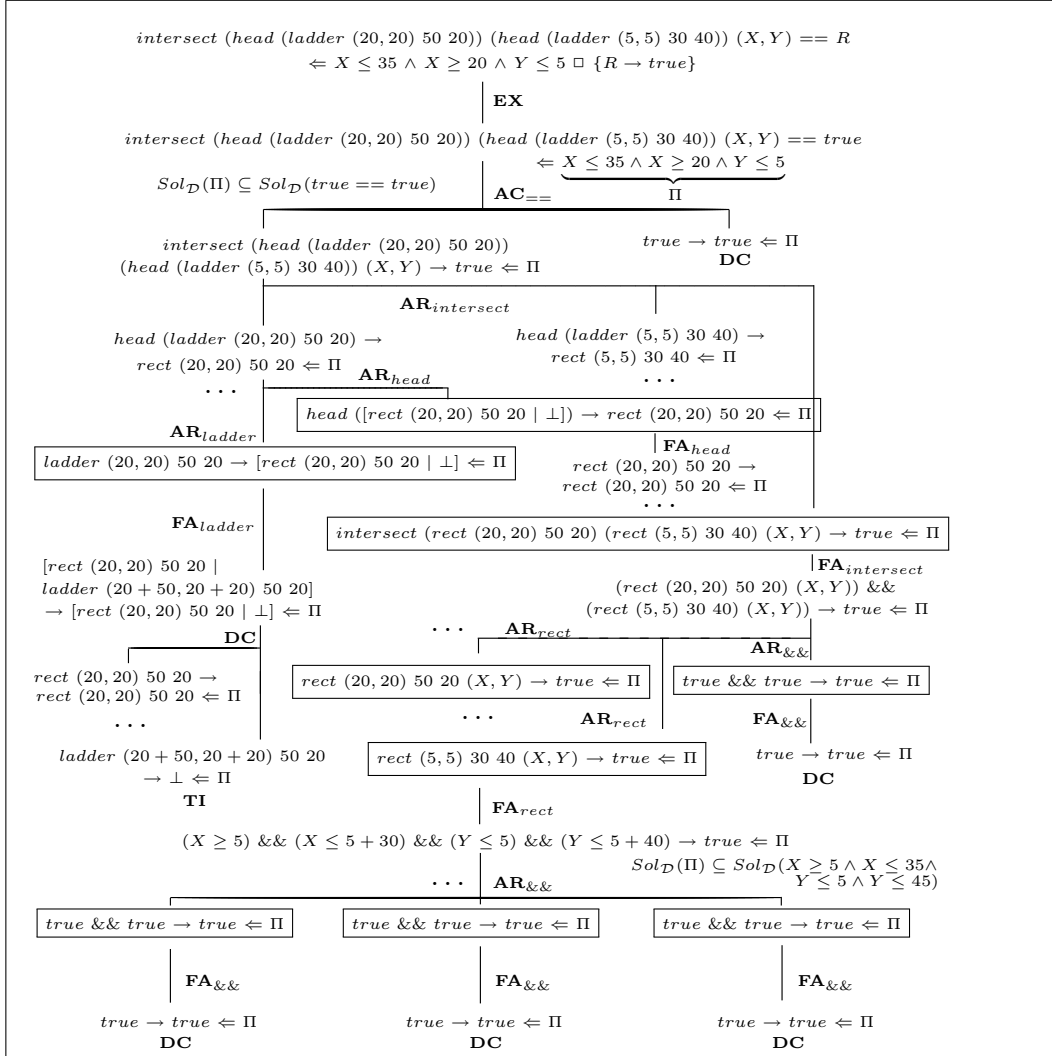 intersect (head (ladder (20, 20) 50 20)) (head (ladder (5, 5) 30 40)) (X, Y) == R
⇐ X ≤ 35 ∧ X ≥ 20 ∧ Y ≤ 5 □ {R → true}
EX
intersect (head (ladder (20, 20) 50 20)) (head (ladder (5, 5) 30 40)) (X, Y) == true
⇐ X ≤ 35 ∧ X ≥ 20 ∧ Y ≤ 5
Π
Sol_D(Π) ⊆ Sol_D(true == true)
AC_==
intersect (head (ladder (20, 20) 50 20))
(head (ladder (5, 5) 30 40)) (X, Y) → true ⇐ Π
true → true ⇐ Π
DC
AR_intersect
head (ladder (20, 20) 50 20) →
rect (20, 20) 50 20 ⇐ Π
...
head (ladder (5, 5) 30 40) →
rect (5, 5) 30 40 ⇐ Π
...
AR_head
head ([rect (20, 20) 50 20 | ⊥]) → rect (20, 20) 50 20 ⇐ Π
AR_ladder
ladder (20, 20) 50 20 → [rect (20, 20) 50 20 | ⊥] ⇐ Π
FA_head
rect (20, 20) 50 20 →
rect (20, 20) 50 20 ⇐ Π
...
FA_ladder
intersect (rect (20, 20) 50 20) (rect (5, 5) 30 40) (X, Y) → true ⇐ Π
[rect (20, 20) 50 20 |
ladder (20 + 50, 20 + 20) 50 20]
→ [rect (20, 20) 50 20 | ⊥] ⇐ Π
FA_intersect
(rect (20, 20) 50 20) (X, Y)) &&
(rect (5, 5) 30 40) (X, Y)) → true ⇐ Π
DC
... AR_rect
AR_&&
rect (20, 20) 50 20 →
rect (20, 20) 50 20 ⇐ Π
...
rect (20, 20) 50 20 (X, Y) → true ⇐ Π
true && true → true ⇐ Π
... AR_rect
FA_&&
ladder (20 + 50, 20 + 20) 50 20
→ ⊥ ⇐ Π
TI
rect (5, 5) 30 40 (X, Y) → true ⇐ Π
true → true ⇐ Π
DC
FA_rect
(X ≥ 5) && (X ≤ 5 + 30) && (Y ≤ 5) && (Y ≤ 5 + 40) → true ⇐ Π
Sol_D(Π) ⊆ Sol_D(X ≥ 5 ∧ X ≤ 35∧
Y ≤ 5 ∧ Y ≤ 45)
... AR_&&
true && true → true ⇐ Π
true && true → true ⇐ Π
true && true → true ⇐ Π
FA_&&
FA_&&
FA_&&
true → true ⇐ Π
true → true ⇐ Π
true → true ⇐ Π
DC
DC
DC